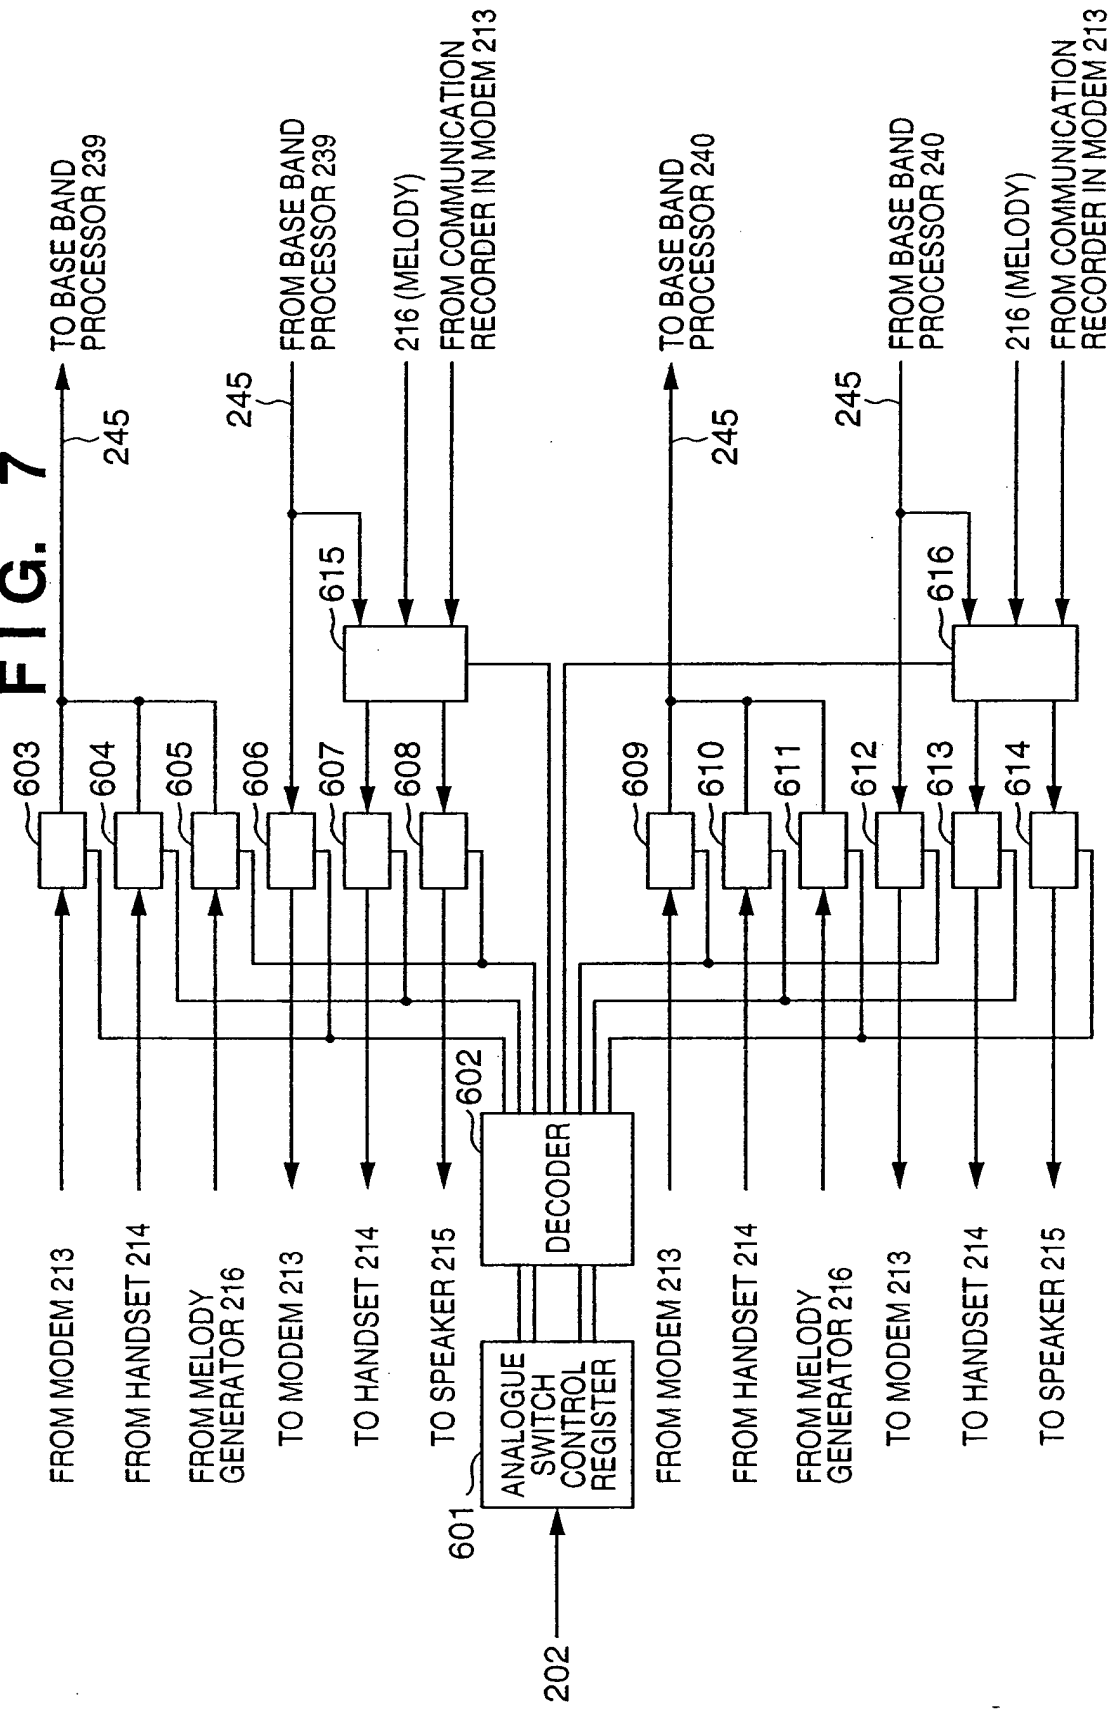 FIG. 7
FROM MODEM 213
603
245
TO BASE BAND
PROCESSOR 239
FROM HANDSET 214
604
FROM MELODY
GENERATOR 216
605
TO MODEM 213
606
245
FROM BASE BAND
PROCESSOR 239
TO HANDSET 214
607
615
216 (MELODY)
TO SPEAKER 215
608
FROM COMMUNICATION
RECORDER IN MODEM 213
202
601
ANALOGUE
SWITCH
CONTROL
REGISTER
602
DECODER
FROM MODEM 213
609
245
TO BASE BAND
PROCESSOR 240
FROM HANDSET 214
610
FROM MELODY
GENERATOR 216
611
TO MODEM 213
612
245
FROM BASE BAND
PROCESSOR 240
TO HANDSET 214
613
616
216 (MELODY)
TO SPEAKER 215
614
FROM COMMUNICATION
RECORDER IN MODEM 213